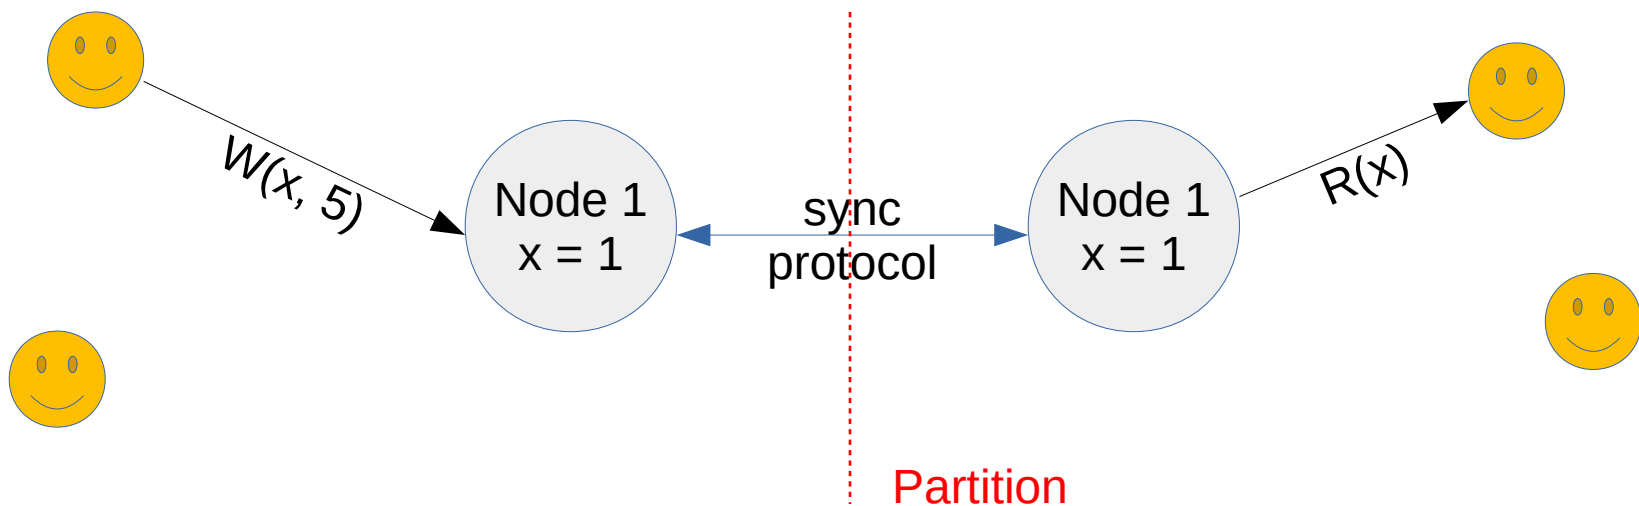 W(x, 5)
Node 1
x = 1
sync
protocol
Node 1
x = 1
R(x)
Partition